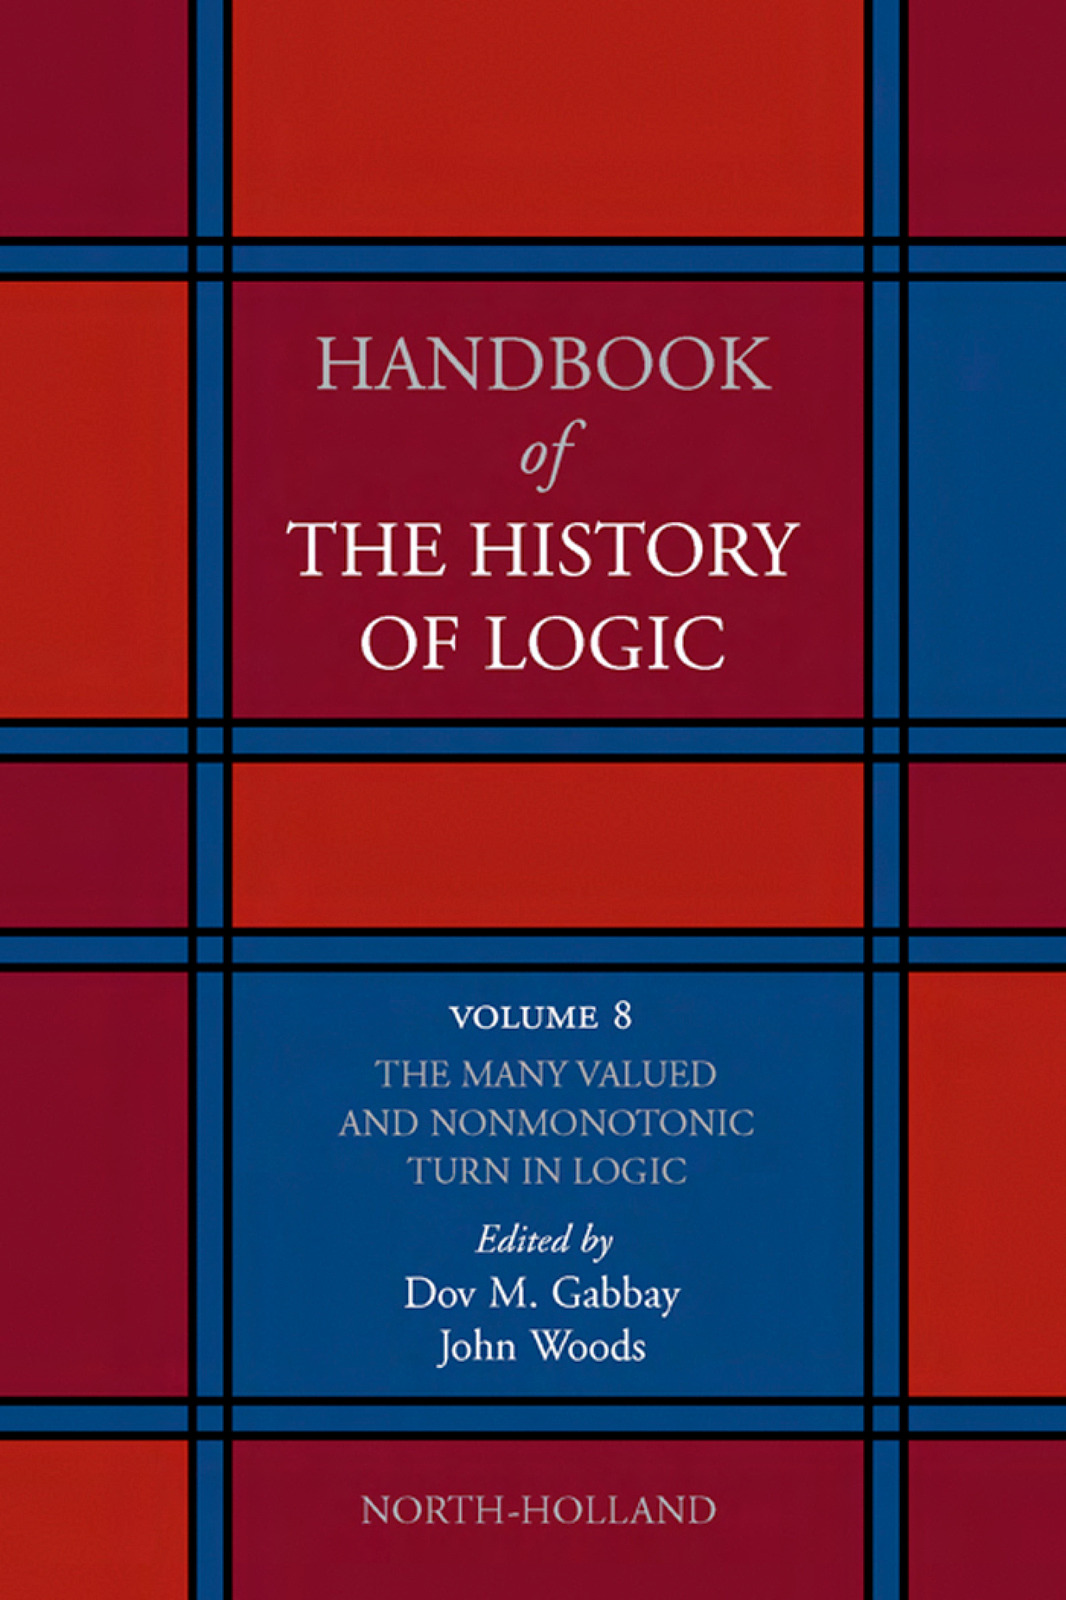 HANDBOOK
of
THE HISTORY
OF LOGIC
VOLUME 8
THE MANY VALUED
AND NONMONOTONIC
TURN IN LOGIC
Edited by
Dov M. Gabbay
John Woods
NORTH-HOLLAND